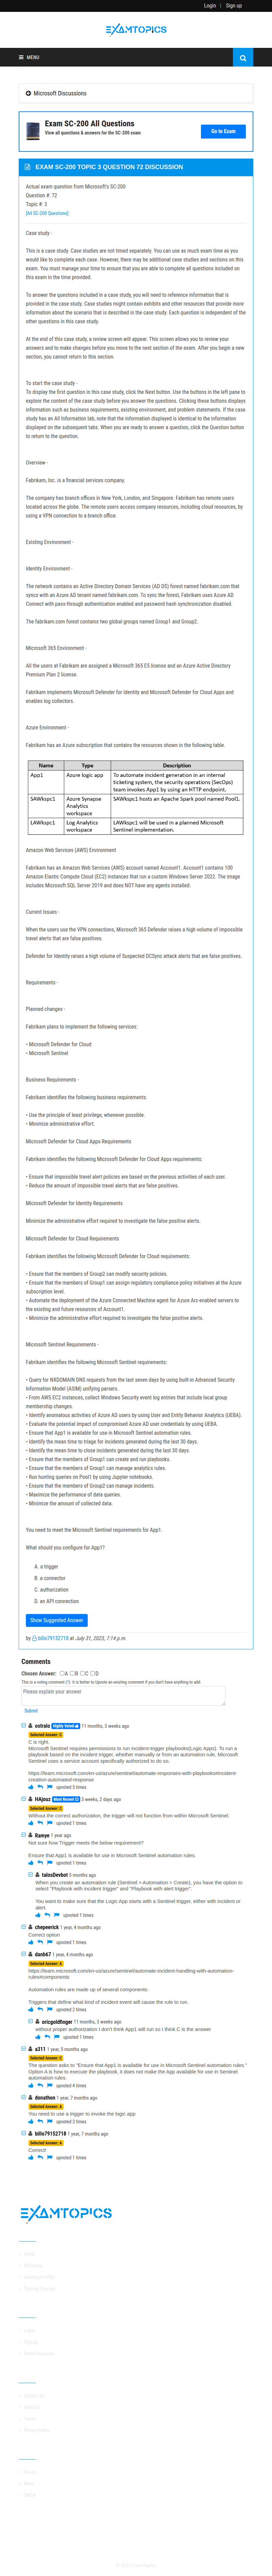 Login | Sign up
EXAMTOPICS
MENU
Microsoft Discussions
Exam SC-200 All Questions
View all questions & answers for the SC-200 exam
Go to Exam
EXAM SC-200 TOPIC 3 QUESTION 72 DISCUSSION
Actual exam question from Microsoft's SC-200
Question #: 72
Topic #: 3
[All SC-200 Questions]
Case study -
This is a case study. Case studies are not timed separately. You can use as much exam time as you
would like to complete each case. However, there may be additional case studies and sections on this
exam. You must manage your time to ensure that you are able to complete all questions included on
this exam in the time provided.
To answer the questions included in a case study, you will need to reference information that is
provided in the case study. Case studies might contain exhibits and other resources that provide more
information about the scenario that is described in the case study. Each question is independent of the
other questions in this case study.
At the end of this case study, a review screen will appear. This screen allows you to review your
answers and to make changes before you move to the next section of the exam. After you begin a new
section, you cannot return to this section.
To start the case study -
To display the first question in this case study, click the Next button. Use the buttons in the left pane to
explore the content of the case study before you answer the questions. Clicking these buttons displays
information such as business requirements, existing environment, and problem statements. If the case
study has an All Information tab, note that the information displayed is identical to the information
displayed on the subsequent tabs. When you are ready to answer a question, click the Question button
to return to the question.
Overview -
Fabrikam, Inc. is a financial services company.
The company has branch offices in New York, London, and Singapore. Fabrikam has remote users
located across the globe. The remote users access company resources, including cloud resources, by
using a VPN connection to a branch office.
Existing Environment -
Identity Environment -
The network contains an Active Directory Domain Services (AD DS) forest named fabrikam.com that
syncs with an Azure AD tenant named fabrikam.com. To sync the forest, Fabrikam uses Azure AD
Connect with pass-through authentication enabled and password hash synchronization disabled.
The fabrikam.com forest contains two global groups named Group1 and Group2.
Microsoft 365 Environment -
All the users at Fabrikam are assigned a Microsoft 365 E5 license and an Azure Active Directory
Premium Plan 2 license.
Fabrikam implements Microsoft Defender for Identity and Microsoft Defender for Cloud Apps and
enables log collectors.
Azure Environment -
Fabrikam has an Azure subscription that contains the resources shown in the following table.
Name Type Description
App1 Azure logic app To automate incident generation in an internal
ticketing system, the security operations (SecOps)
team invokes App1 by using an HTTP endpoint.
SAWkspc1 Azure Synapse SAWkspc1 hosts an Apache Spark pool named Pool1.
Analytics
workspace
LAWkspc1 Log Analytics LAWkspc1 will be used in a planned Microsoft
workspace Sentinel implementation.
Amazon Web Services (AWS) Environment
Fabrikam has an Amazon Web Services (AWS) account named Account1. Account1 contains 100
Amazon Elastic Compute Cloud (EC2) instances that run a custom Windows Server 2022. The image
includes Microsoft SQL Server 2019 and does NOT have any agents installed.
Current Issues -
When the users use the VPN connections, Microsoft 365 Defender raises a high volume of impossible
travel alerts that are false positives.
Defender for Identity raises a high volume of Suspected DCSync attack alerts that are false positives.
Requirements -
Planned changes -
Fabrikam plans to implement the following services:
• Microsoft Defender for Cloud
• Microsoft Sentinel
Business Requirements -
Fabrikam identifies the following business requirements:
• Use the principle of least privilege, whenever possible.
• Minimize administrative effort.
Microsoft Defender for Cloud Apps Requirements
Fabrikam identifies the following Microsoft Defender for Cloud Apps requirements:
• Ensure that impossible travel alert policies are based on the previous activities of each user.
• Reduce the amount of impossible travel alerts that are false positives.
Microsoft Defender for Identity Requirements
Minimize the administrative effort required to investigate the false positive alerts.
Microsoft Defender for Cloud Requirements
Fabrikam identifies the following Microsoft Defender for Cloud requirements:
• Ensure that the members of Group2 can modify security policies.
• Ensure that the members of Group1 can assign regulatory compliance policy initiatives at the Azure
subscription level.
• Automate the deployment of the Azure Connected Machine agent for Azure Arc-enabled servers to
the existing and future resources of Account1.
• Minimize the administrative effort required to investigate the false positive alerts.
Microsoft Sentinel Requirements -
Fabrikam identifies the following Microsoft Sentinel requirements:
• Query for NXDOMAIN DNS requests from the last seven days by using built-in Advanced Security
Information Model (ASIM) unifying parsers.
• From AWS EC2 instances, collect Windows Security event log entries that include local group
membership changes.
• Identify anomalous activities of Azure AD users by using User and Entity Behavior Analytics (UEBA).
• Evaluate the potential impact of compromised Azure AD user credentials by using UEBA.
• Ensure that App1 is available for use in Microsoft Sentinel automation rules.
• Identify the mean time to triage for incidents generated during the last 30 days.
• Identify the mean time to close incidents generated during the last 30 days.
• Ensure that the members of Group1 can create and run playbooks.
• Ensure that the members of Group1 can manage analytics rules.
• Run hunting queries on Pool1 by using Jupyter notebooks.
• Ensure that the members of Group2 can manage incidents.
• Maximize the performance of data queries.
• Minimize the amount of collected data.
You need to meet the Microsoft Sentinel requirements for App1.
What should you configure for App1?
A. a trigger
B. a connector
C. authorization
D. an API connection
Show Suggested Answer
by billo79152718 at July 31, 2023, 7:14 p.m.
Comments
Chosen Answer: A B C D
This is a voting comment (?). It is better to Upvote an existing comment if you don't have anything to add.
Please explain your answer
Submit
ostralo Highly Voted 11 months, 3 weeks ago
Selected Answer: C
C is right.
Microsoft Sentinel requires permissions to run incident-trigger playbooks(Logic Apps). To run a
playbook based on the incident trigger, whether manually or from an automation rule, Microsoft
Sentinel uses a service account specifically authorized to do so.
https://learn.microsoft.com/en-us/azure/sentinel/automate-responses-with-playbooks#incident-
creation-automated-response
upvoted 5 times
HAjouz Most Recent 3 weeks, 2 days ago
Selected Answer: C
Without the correct authorization, the trigger will not function from within Microsoft Sentinel.
upvoted 1 times
Ramye 1 year ago
Not sure how Trigger meets the below requirement?
Ensure that App1 is available for use in Microsoft Sentinel automation rules.
upvoted 1 times
talosDevbot 5 months ago
When you create an automation rule (Sentinel > Automation > Create), you have the option to
select "Playbook with Incident trigger" and "Playbook with alert trigger".
You want to make sure that the Logic App starts with a Sentinel trigger, either with incident or
alert.
upvoted 1 times
chepeerick 1 year, 4 months ago
Correct option
upvoted 1 times
danb67 1 year, 4 months ago
Selected Answer: A
https://learn.microsoft.com/en-us/azure/sentinel/automate-incident-handling-with-automation-
rules#components
Automation rules are made up of several components:
Triggers that define what kind of incident event will cause the rule to run.
upvoted 2 times
oricgoldfinger 11 months, 3 weeks ago
without proper authorization I don't think App1 will run so I think C is the answer
upvoted 1 times
a311 1 year, 5 months ago
Selected Answer: C
The question asks to "Ensure that App1 is available for use in Microsoft Sentinel automation rules."
Option A is how to execute the playbook, it does not make the App available for use in Sentinel
automation rules.
upvoted 4 times
donathon 1 year, 7 months ago
Selected Answer: A
You need to use a trigger to invoke the logic app
upvoted 3 times
billo79152718 1 year, 7 months ago
Selected Answer: A
Correct!
upvoted 1 times
EXAMTOPICS